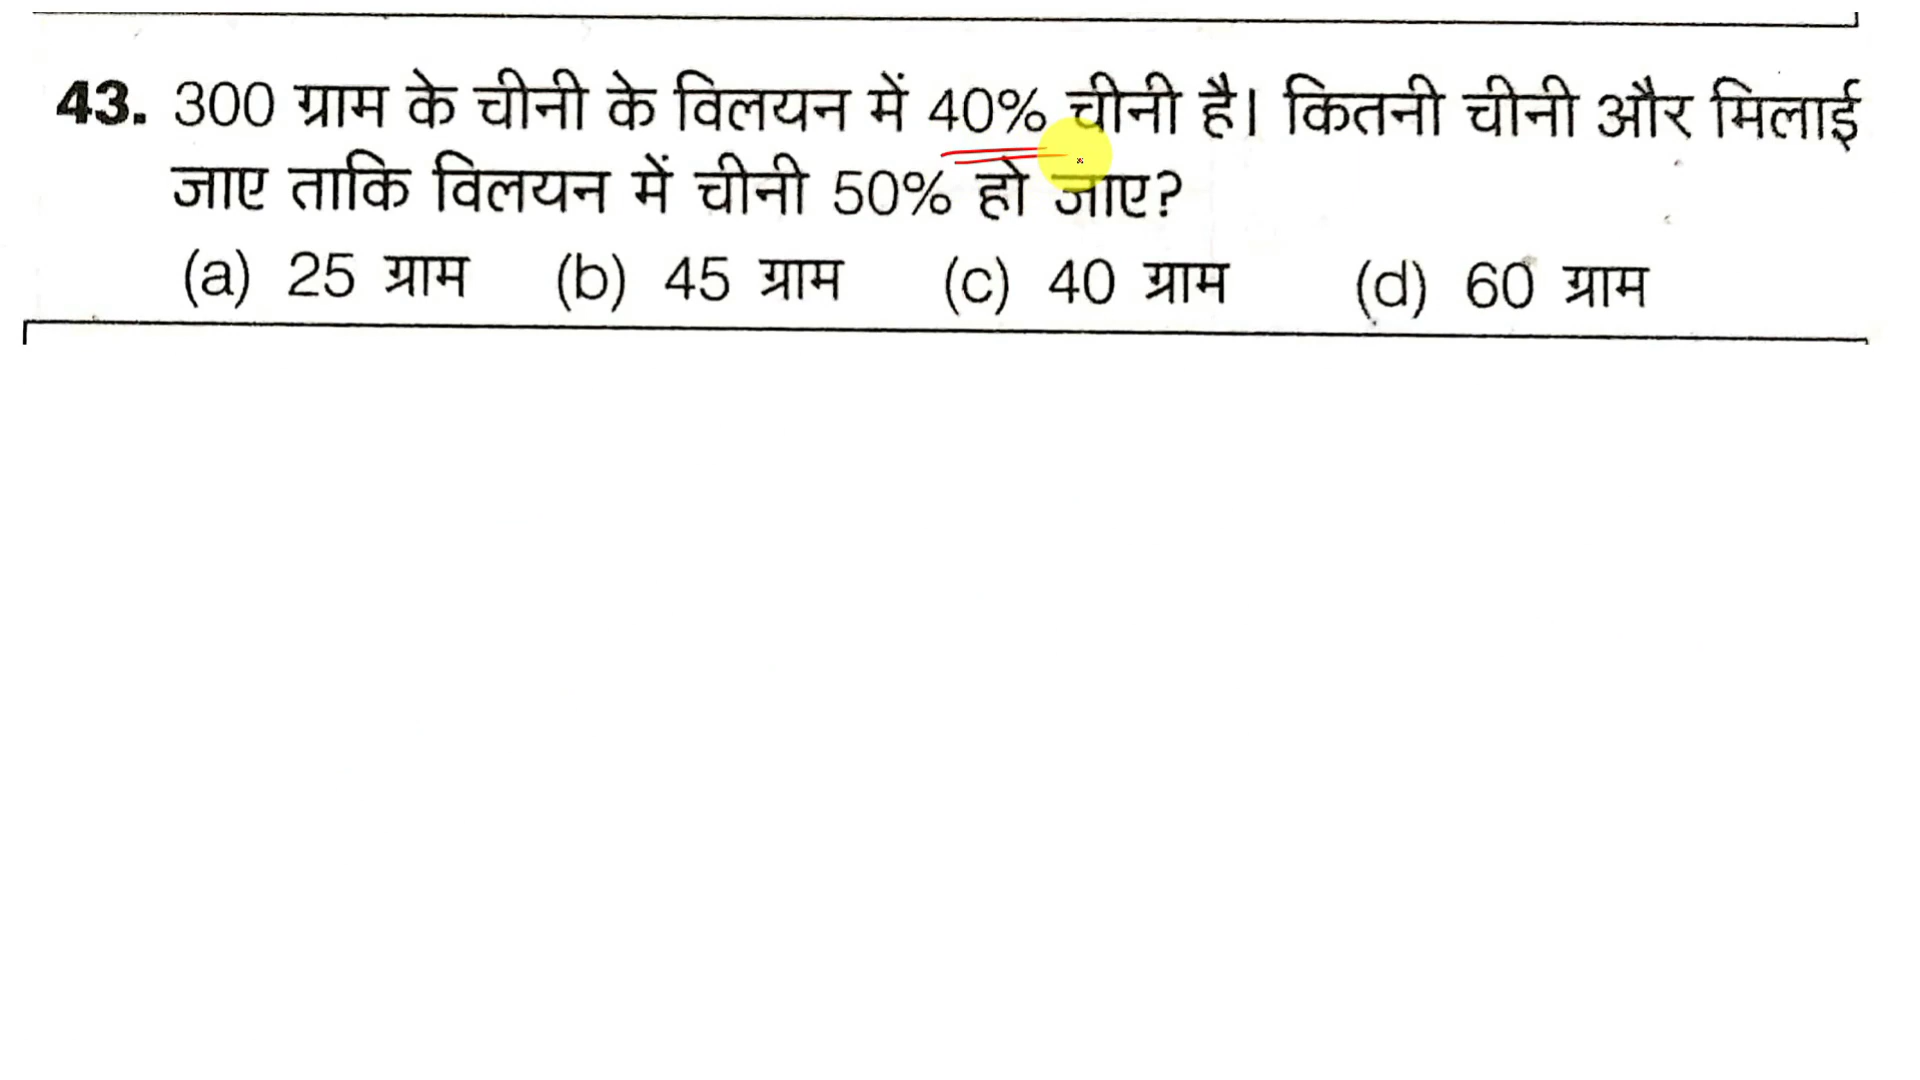 43. 300 ग्राम के चीनी के विलयन में 40% चीनी है। कितनी चीनी और मिलाई
जाए ताकि विलयन में चीनी 50% हो जाए?
(a) 25 ग्राम (b) 45 ग्राम (c) 40 ग्राम (d) 60 ग्राम